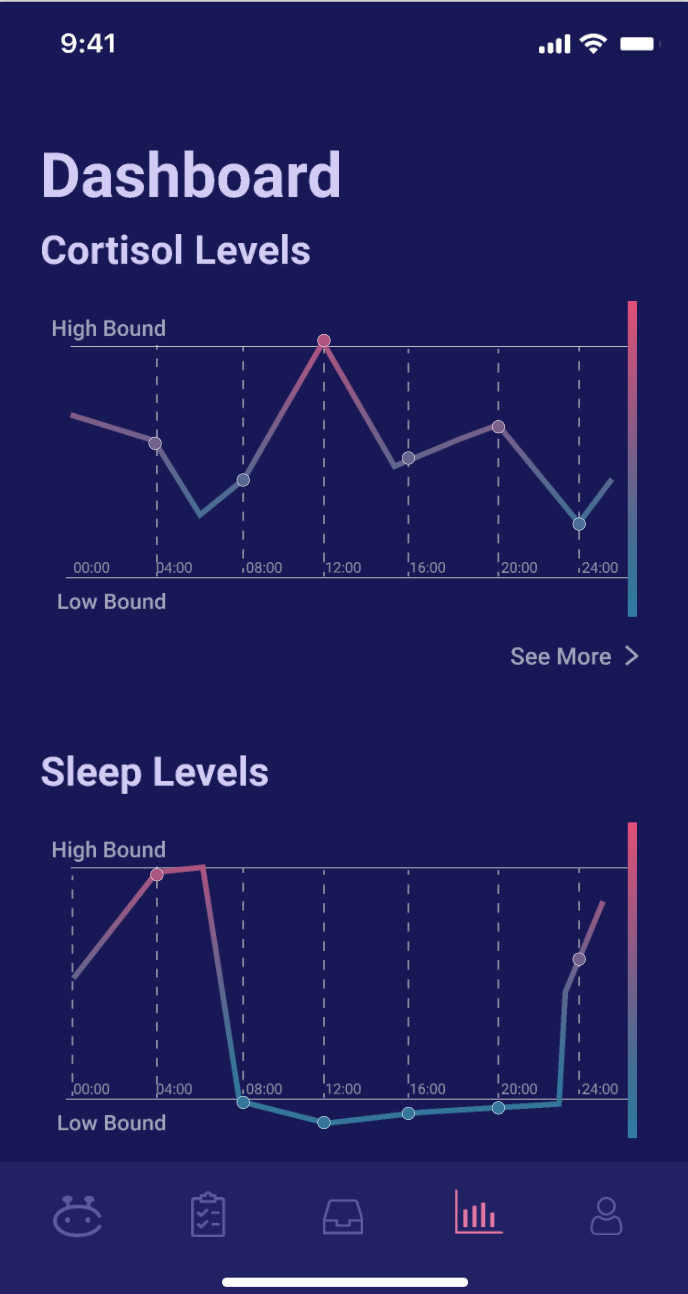 9:41
Dashboard
Cortisol Levels
High Bound
00:00 04:00 08:00 12:00 16:00 20:00 24:00
Low Bound
See More
Sleep Levels
High Bound
00:00 04:00 08:00 12:00 16:00 20:00 24:00
Low Bound